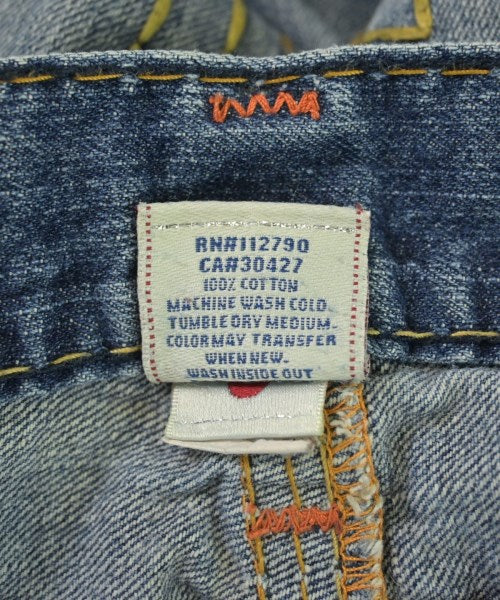 RN#112790
CA#30427
100% COTTON
MACHINE WASH COLD.
TUMBLE DRY MEDIUM.
COLOR MAY TRANSFER
WHEN NEW.
WASH INSIDE OUT